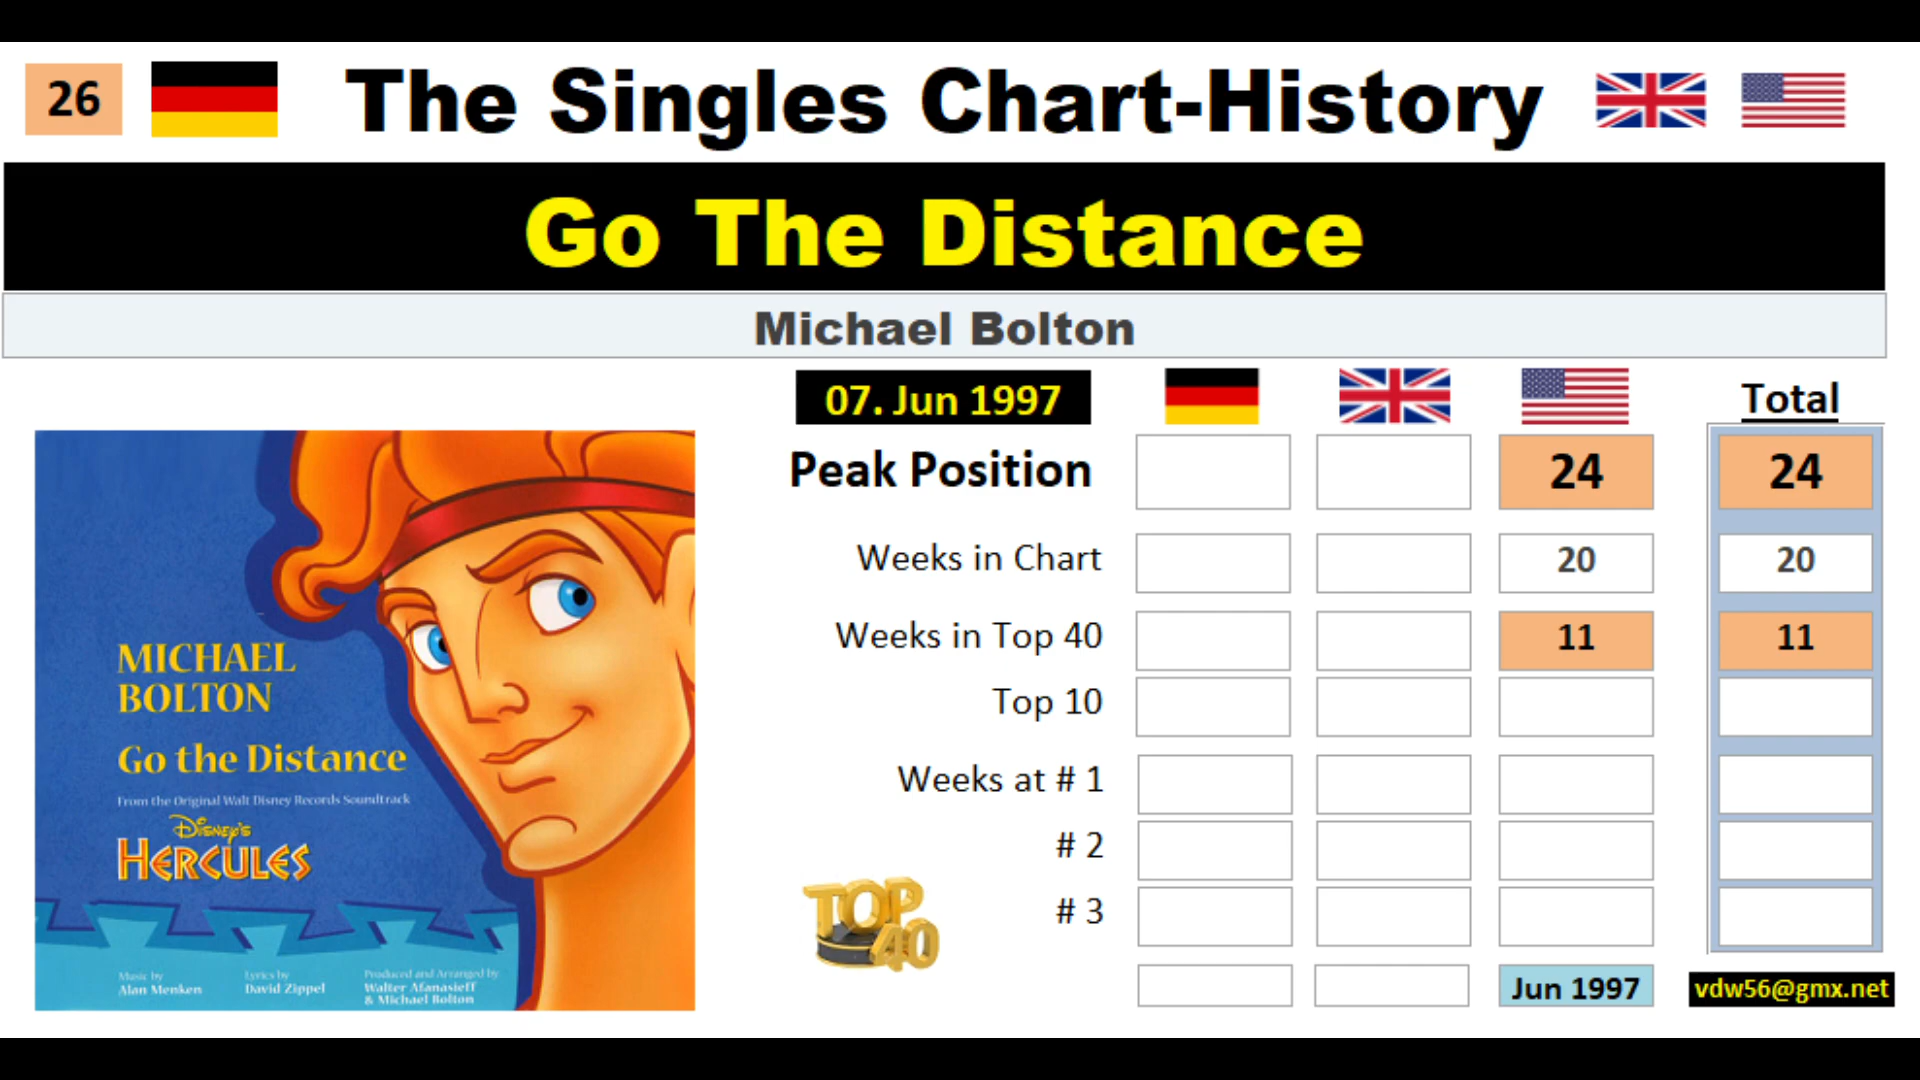 26 The Singles Chart-History
Go The Distance
Michael Bolton
07. Jun 1997 Total
Peak Position 24 24
Weeks in Chart 20 20
Weeks in Top 40 11 11
Top 10
Weeks at # 1
# 2
# 3
Jun 1997 vdw56@gmx.net
TOP
40
MICHAEL
BOLTON
Go the Distance
From the Original Walt Disney Records Soundtrack
DISNEY'S
HERCULES
Music by
Alan Menken
Lyrics by
David Zippel
Produced and Arranged by
Walter Afanasieff
& Michael Bolton